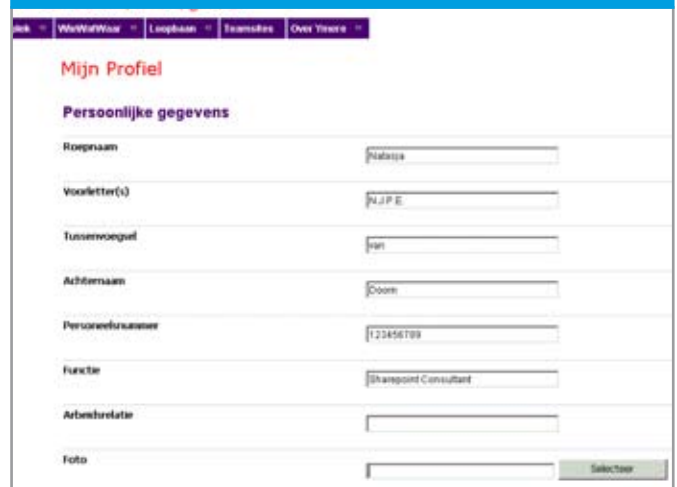 WieWatWaar Loopbaan Teamsites Over Ymere
Mijn Profiel
Persoonlijke gegevens
Roepnaam Natasja
Voorletter(s) N.J.P.E.
Tussenvoegsel van
Achternaam Doorn
Personeelsnummer 123456789
Functie Sharepoint Consultant
Arbeidsrelatie
Foto Selecteer